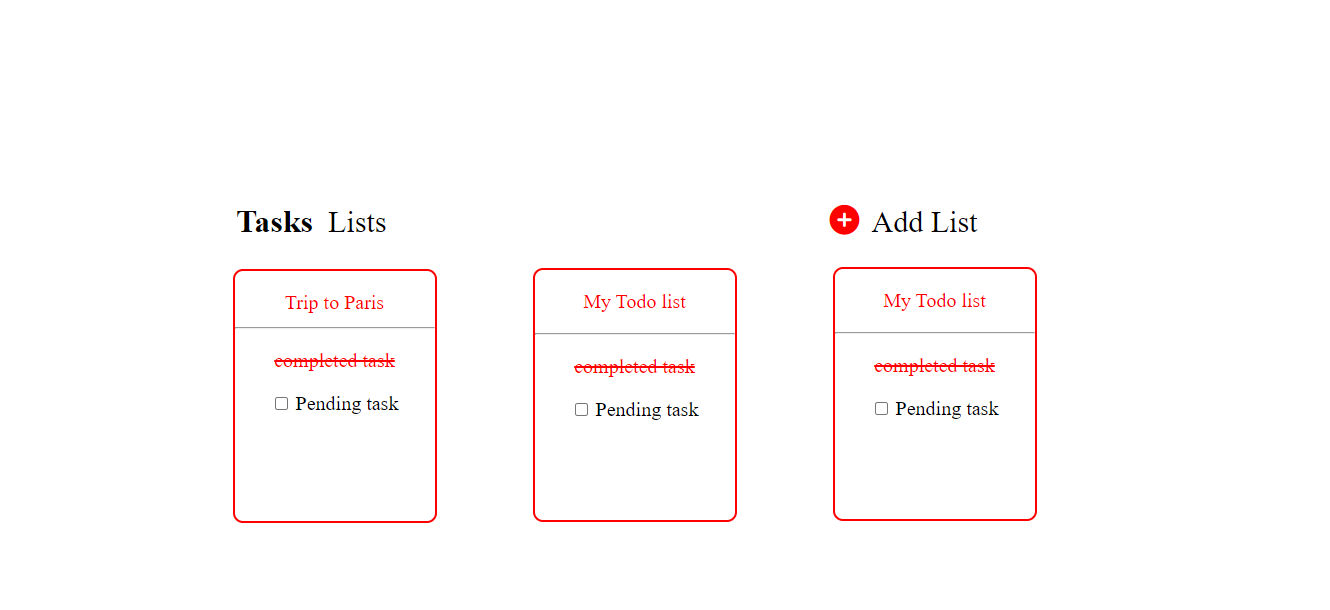 Tasks Lists
Add List
Trip to Paris
completed task
Pending task
My Todo list
completed task
Pending task
My Todo list
completed task
Pending task